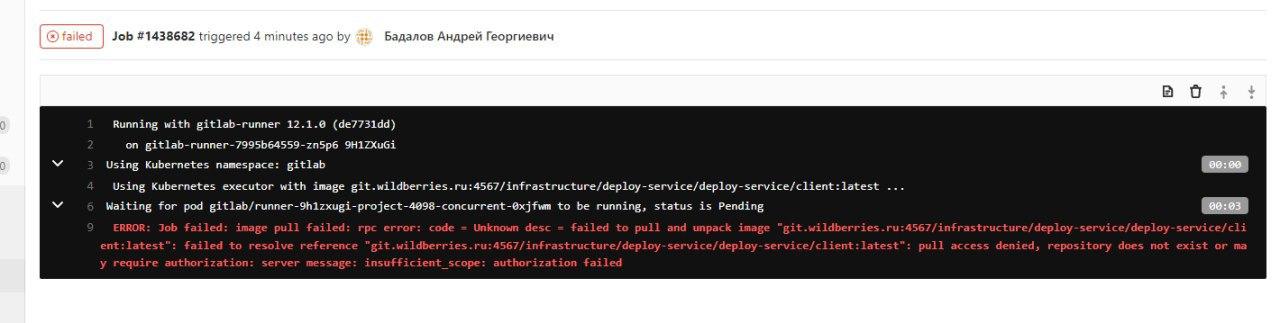 failed Job #1438682 triggered 4 minutes ago by Бадалов Андрей Георгиевич
1 Running with gitlab-runner 12.1.0 (de7731dd)
2 on gitlab-runner-7995b64559-zn5p6 9H1ZXuGi
3 Using Kubernetes namespace: gitlab 00:00
4 Using Kubernetes executor with image git.wildberries.ru:4567/infrastructure/deploy-service/deploy-service/client:latest ...
6 Waiting for pod gitlab/runner-9h1zxugi-project-4098-concurrent-0xjfwm to be running, status is Pending 00:03
9 ERROR: Job failed: image pull failed: rpc error: code = Unknown desc = failed to pull and unpack image "git.wildberries.ru:4567/infrastructure/deploy-service/deploy-service/cli
ent:latest": failed to resolve reference "git.wildberries.ru:4567/infrastructure/deploy-service/deploy-service/client:latest": pull access denied, repository does not exist or ma
y require authorization: server message: insufficient_scope: authorization failed